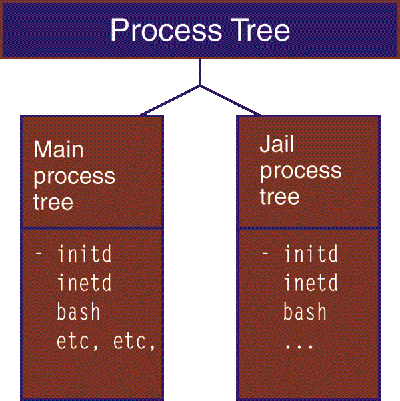 Process Tree
Main
process
tree
- initd
inetd
bash
etc, etc,
Jail
process
tree
- initd
inetd
bash
...